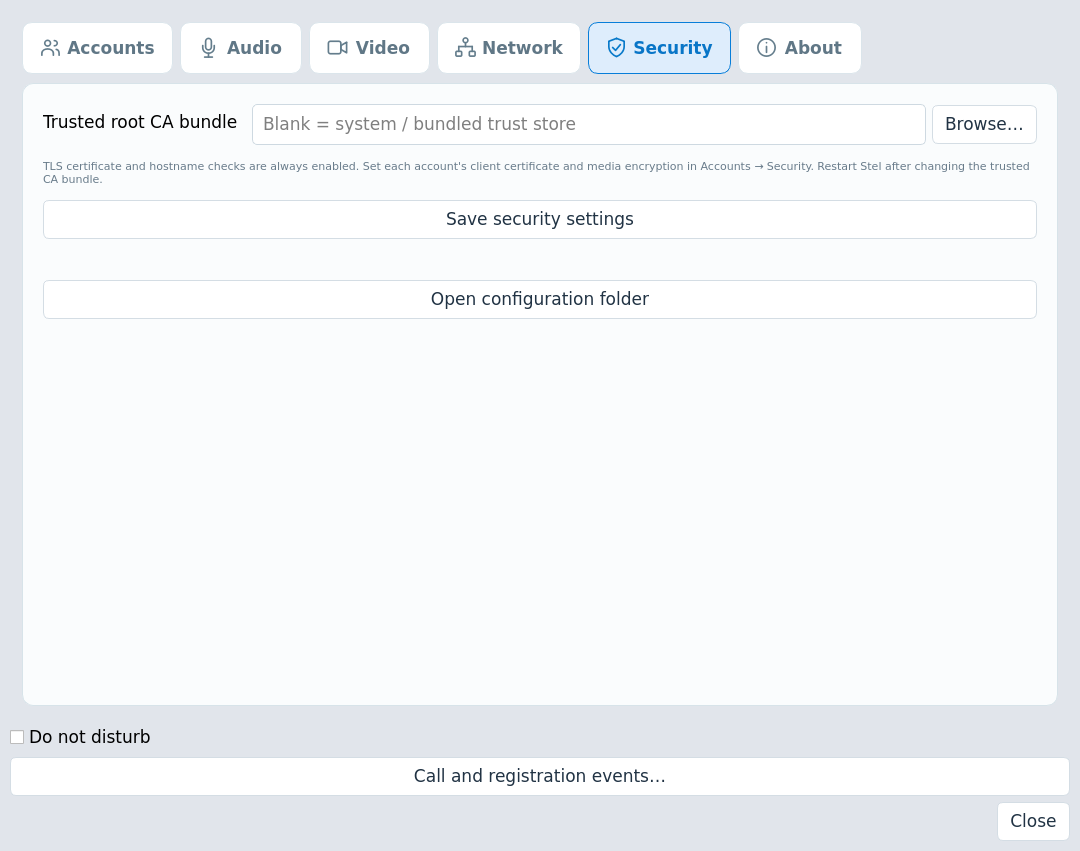 Accounts
Audio
Video
Network
Security
About
Trusted root CA bundle
Blank = system / bundled trust store
Browse...
TLS certificate and hostname checks are always enabled. Set each account's client certificate and media encryption in Accounts → Security. Restart Stel after changing the trusted
CA bundle.
Save security settings
Open configuration folder
Do not disturb
Call and registration events...
Close